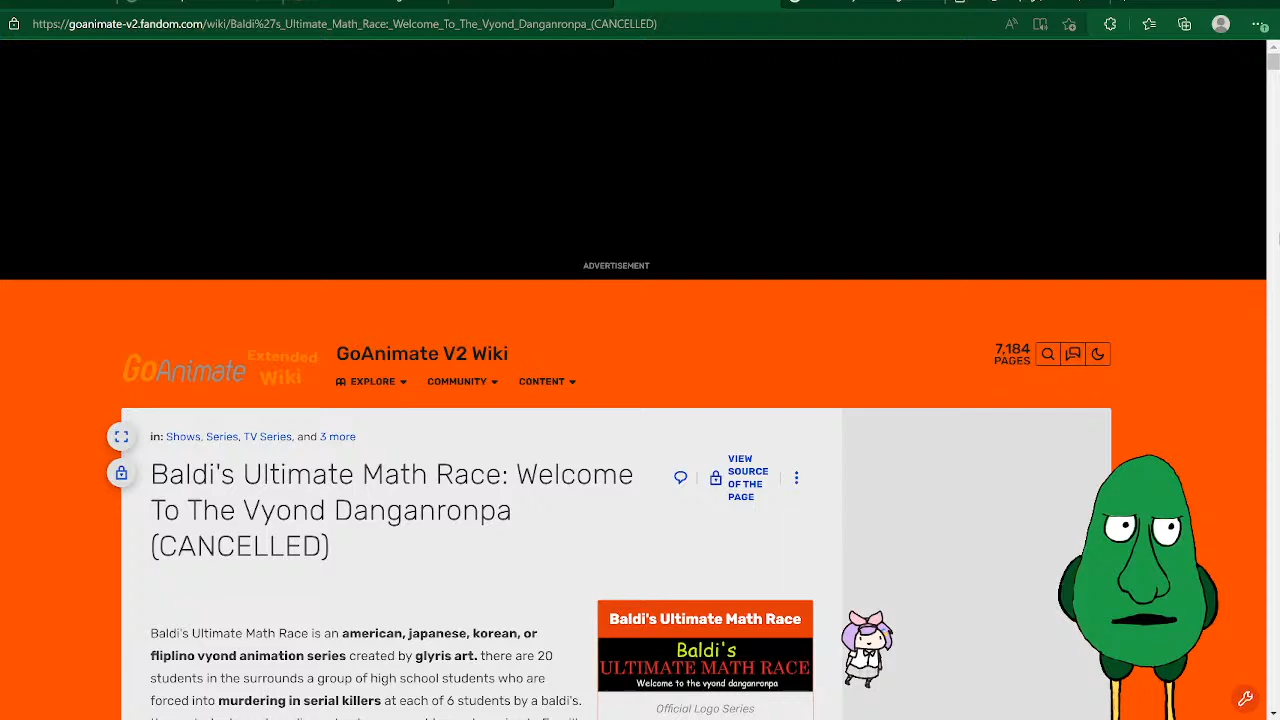 https://goanimate-v2.fandom.com/wiki/Baldi%27s_Ultimate_Math_Race:_Welcome_To_The_Vyond_Danganronpa_(CANCELLED)
ADVERTISEMENT
GoAnimate Extended Wiki
GoAnimate V2 Wiki
7,184 PAGES
EXPLORE COMMUNITY CONTENT
in: Shows, Series, TV Series, and 3 more
Baldi's Ultimate Math Race: Welcome
To The Vyond Danganronpa
(CANCELLED)
VIEW
SOURCE
OF THE
PAGE
Baldi's Ultimate Math Race is an american, japanese, korean, or
flipino vyond animation series created by glyris art. there are 20
students in the surrounds a group of high school students who are
forced into murdering in serial killers at each of 6 students by a baldi's.
Baldi's Ultimate Math Race
Baldi's
ULTIMATE MATH RACE
Welcome to the vyond danganronpa
Official Logo Series